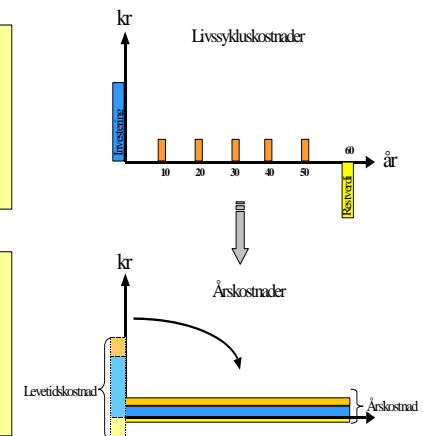 kr
Livssykluskostnader
Investering
10 20 30 40 50 60
år
Restverdi
kr
Årskostnader
Levetidskostnad
Årskostnad